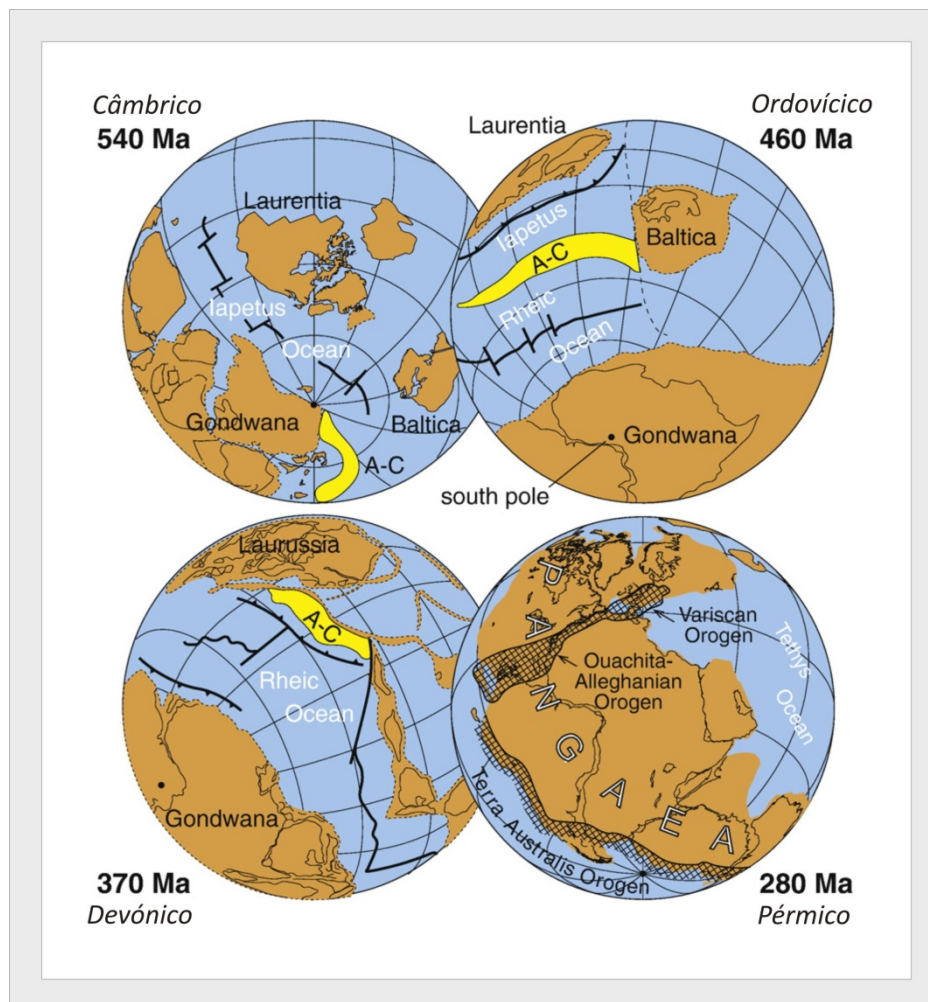 Câmbrico
540 Ma
Laurentia
Iapetus
Ocean
Baltica
Gondwana
A-C
Ordovícico
460 Ma
Laurentia
Iapetus
Baltica
A-C
Rheic
Ocean
Gondwana
south pole
Laurussia
A-C
Rheic
Ocean
Gondwana
370 Ma
Devónico
PANGAEA
Variscan
Orogen
Tethys
Ocean
Ouachita-
Alleghanian
Orogen
Terra Australis Orogen
280 Ma
Pérmico